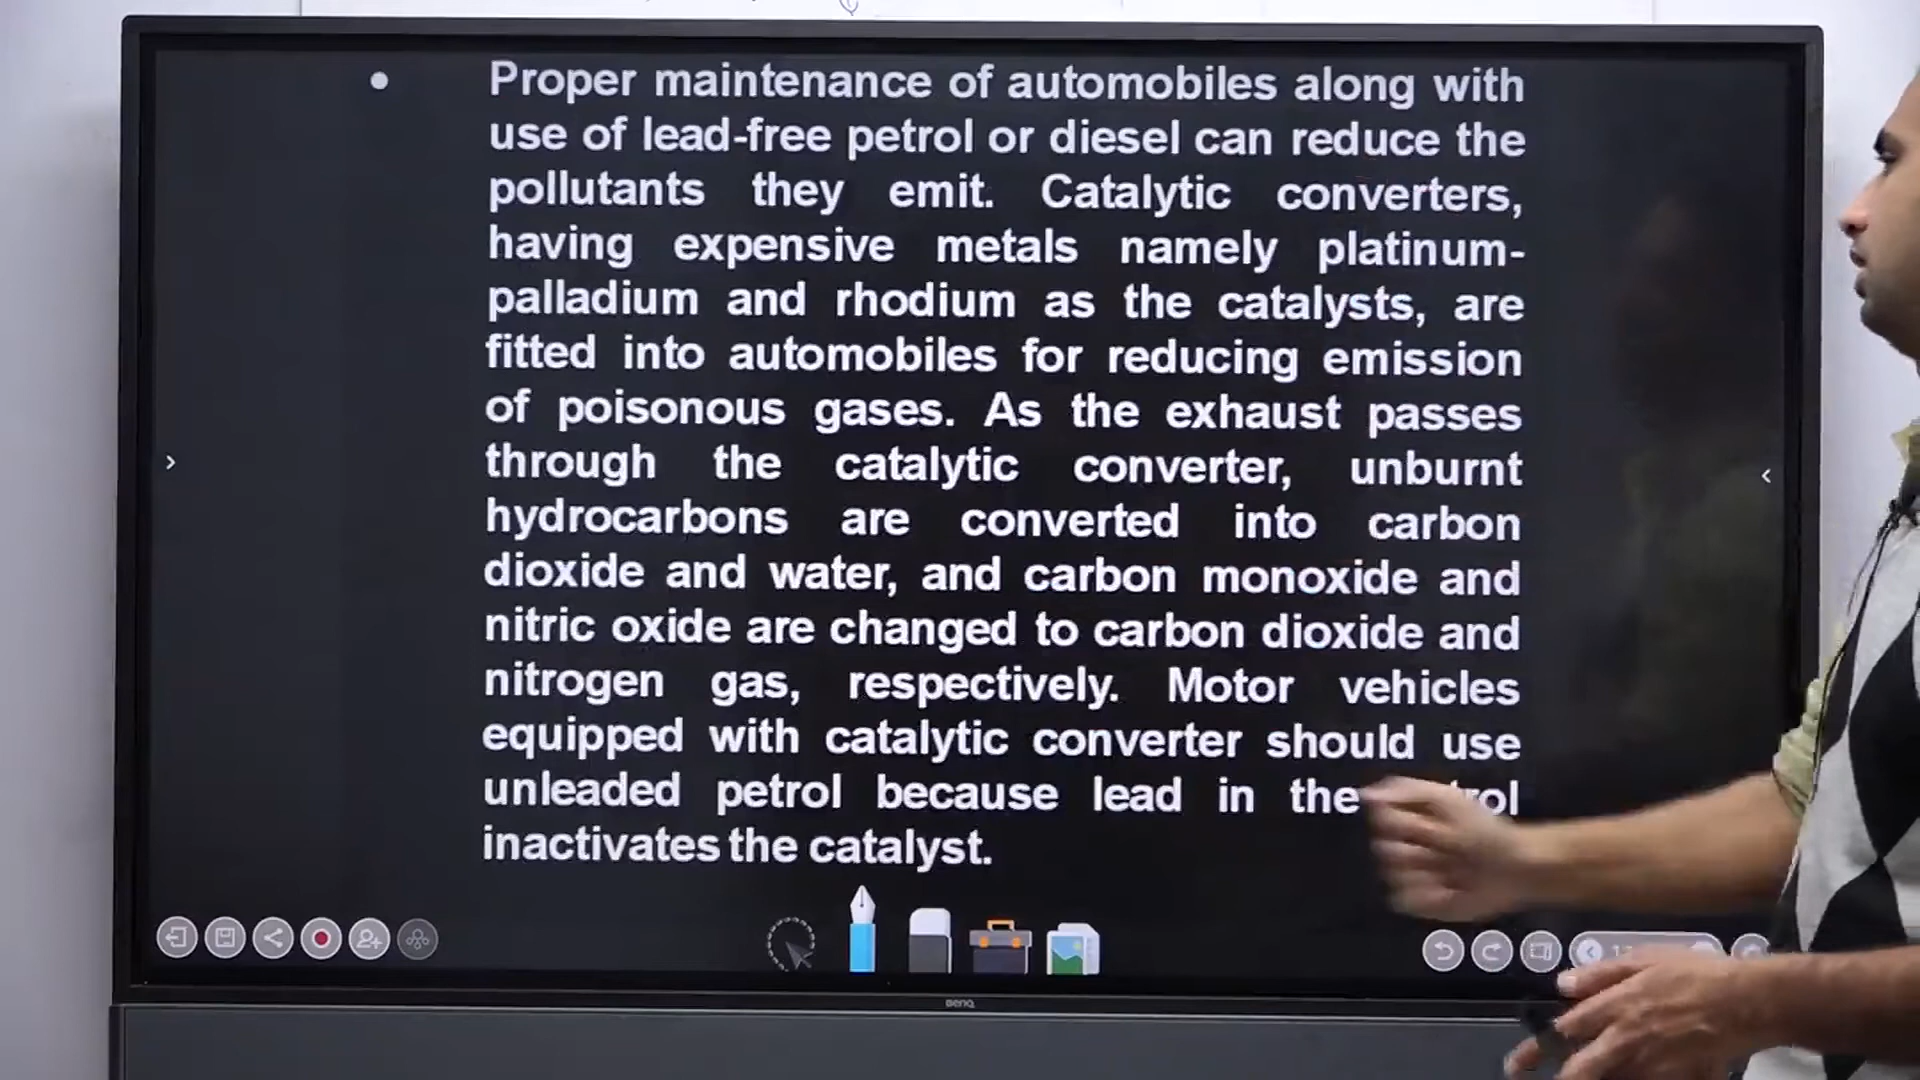 • Proper maintenance of automobiles along with
use of lead-free petrol or diesel can reduce the
pollutants they emit. Catalytic converters,
having expensive metals namely platinum-
palladium and rhodium as the catalysts, are
fitted into automobiles for reducing emission
of poisonous gases. As the exhaust passes
through the catalytic converter, unburnt
hydrocarbons are converted into carbon
dioxide and water, and carbon monoxide and
nitric oxide are changed to carbon dioxide and
nitrogen gas, respectively. Motor vehicles
equipped with catalytic converter should use
unleaded petrol because lead in the
inactivates the catalyst.
BenQ